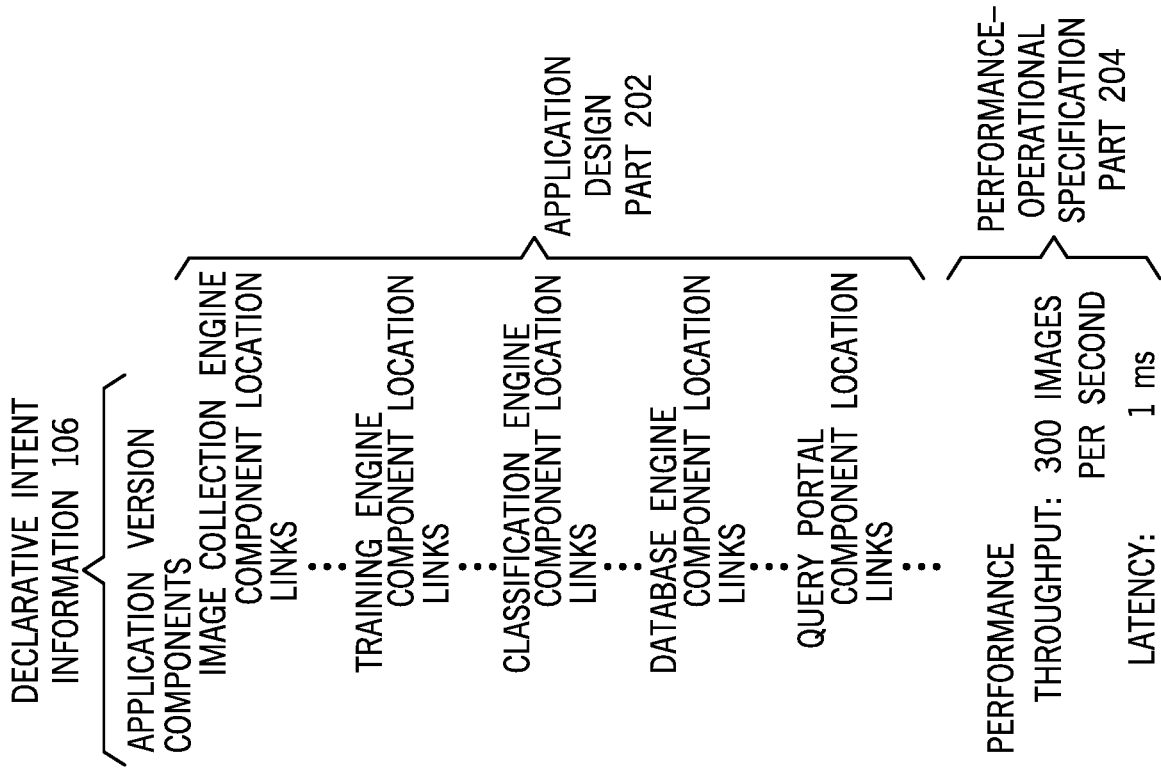 DECLARATIVE INTENT
INFORMATION 106
APPLICATION VERSION
COMPONENTS
IMAGE COLLECTION ENGINE
COMPONENT LOCATION
LINKS
•••
TRAINING ENGINE
COMPONENT LOCATION
LINKS
•••
CLASSIFICATION ENGINE
COMPONENT LOCATION
LINKS
•••
DATABASE ENGINE
COMPONENT LOCATION
LINKS
•••
QUERY PORTAL
COMPONENT LOCATION
LINKS
•••
APPLICATION
DESIGN
PART 202
PERFORMANCE
THROUGHPUT: 300 IMAGES
PER SECOND
LATENCY: 1 ms
PERFORMANCE–
OPERATIONAL
SPECIFICATION
PART 204